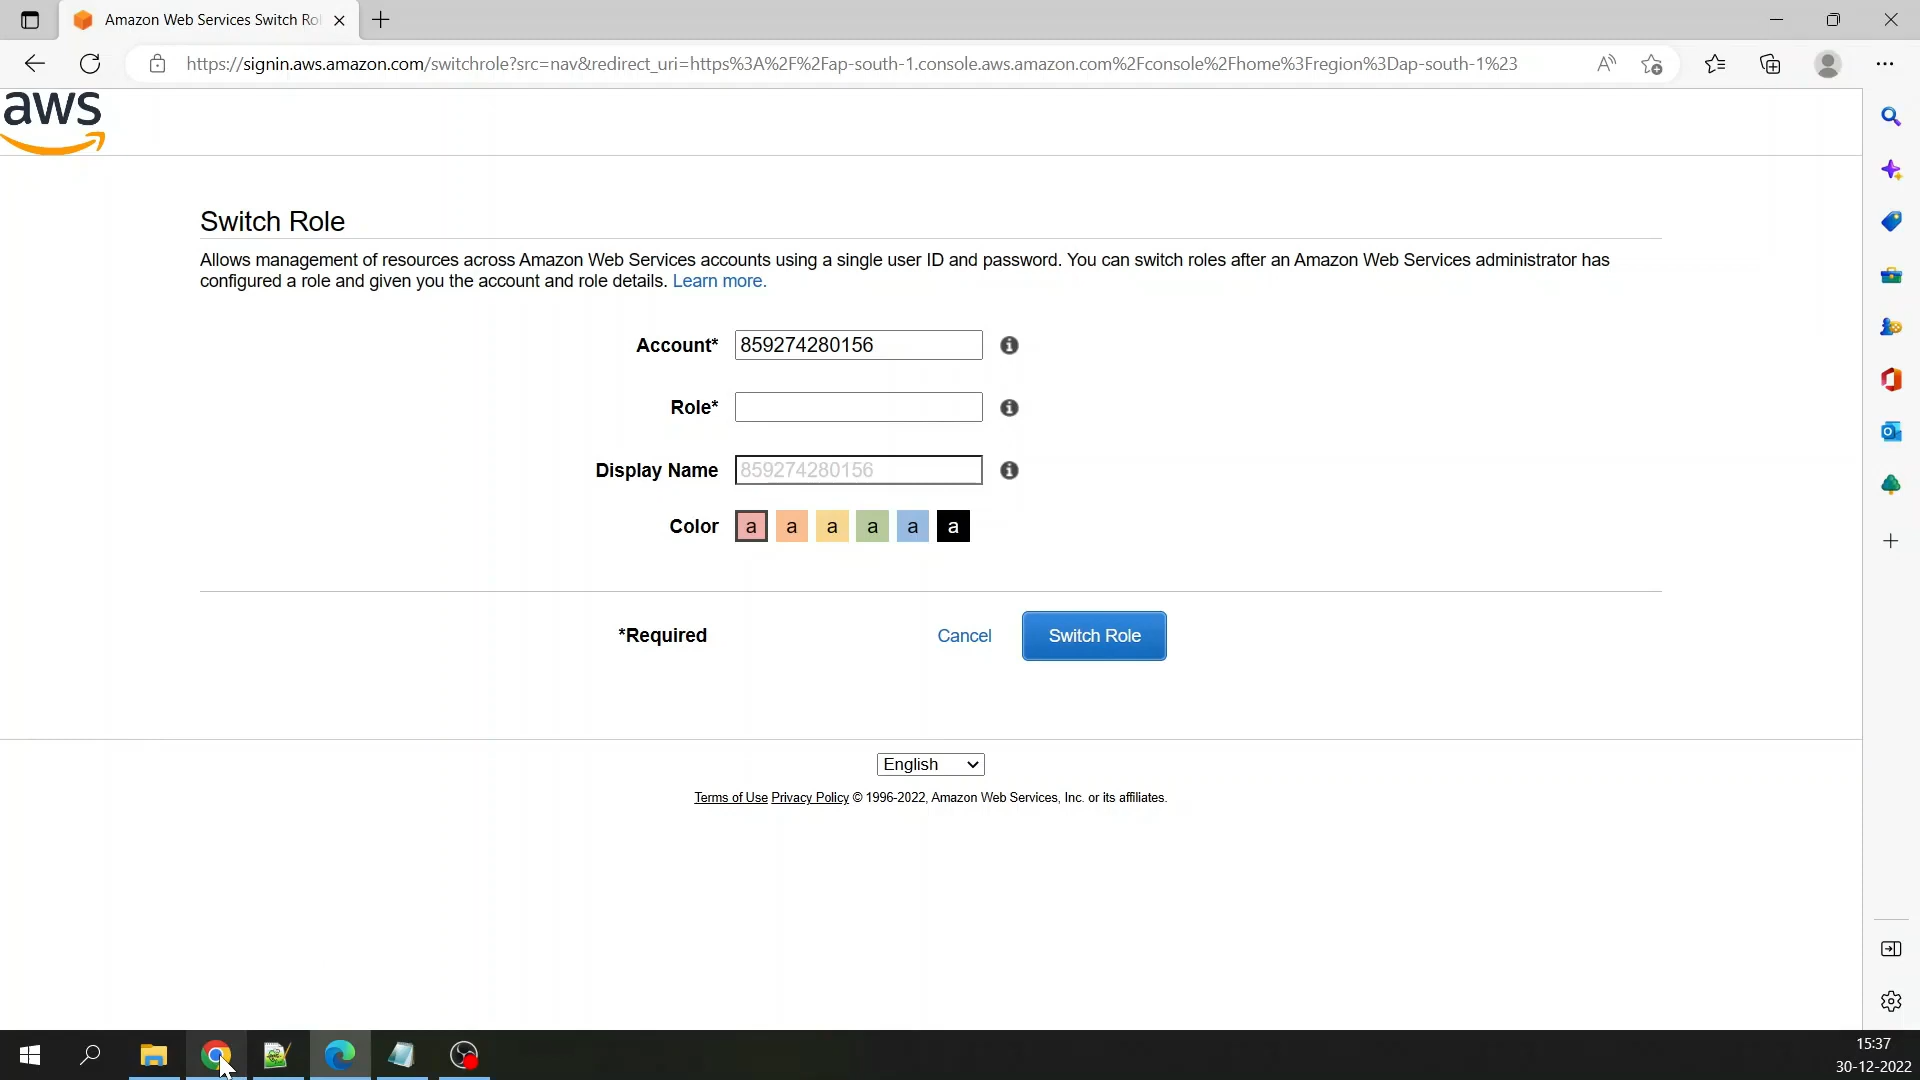 Amazon Web Services Switch Rol
https://signin.aws.amazon.com/switchrole?src=nav&redirect_uri=https%3A%2F%2Fap-south-1.console.aws.amazon.com%2Fconsole%2Fhome%3Fregion%3Dap-south-1%23
aws
Switch Role
Allows management of resources across Amazon Web Services accounts using a single user ID and password. You can switch roles after an Amazon Web Services administrator has
configured a role and given you the account and role details. Learn more.
Account* 859274280156
Role*
Display Name 859274280156
Color a a a a a a
*Required Cancel Switch Role
English
Terms of Use Privacy Policy © 1996-2022, Amazon Web Services, Inc. or its affiliates.
15:37
30-12-2022